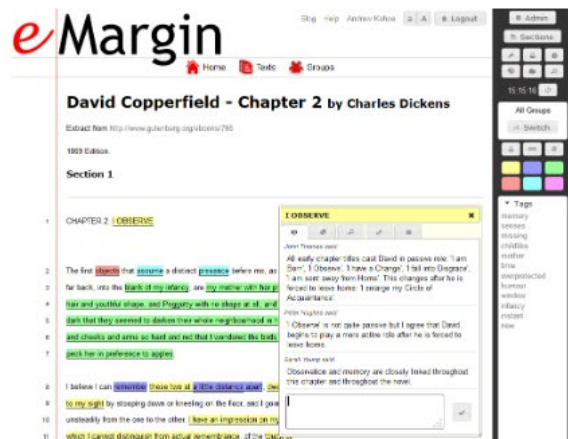 eMargin
Blog Help Andrew Kehoe a A Logout
Home Texts Groups
David Copperfield - Chapter 2 by Charles Dickens
Extract from http://www.gutenberg.org/ebooks/766
1869 Edition.
Section 1
1 CHAPTER 2. I OBSERVE
2 The first objects that assume a distinct presence before me, as
3 far back, into the blank of my infancy, are my mother with her
4 hair and youthful shape, and Peggotty with no shape at all, and
5 dark that they seemed to darken their whole neighbourhood in
6 and cheeks and arms so hard and red that I wondered the birds
7 peck her in preference to apples.
8 I believe I can remember these two at a little distance apart,
9 to my sight by stooping down or kneeling on the floor, and I
10 unsteadily from the one to the other. I have an impression on my
11 which I cannot distinguish from actual remembrance, of the touch of
I OBSERVE
John Thomas said:
All early chapter titles cast David in passive role: 'I am
Born', 'I Observe', 'I have a Change', 'I fall into Disgrace',
'I am sent away from Home'. This changes after he is
forced to leave home: 'I enlarge my Circle of
Acquaintance'.
Peter Hughes said:
'I Observe' is not quite passive but I agree that David
begins to play a more active role after he is forced to
leave home.
Sarah Young said:
Observation and memory are closely linked throughout
this chapter and throughout the novel.
Admin
Sections
15:15:16
All Groups
Switch
Tags
memory
senses
missing
childlike
mother
time
overprotected
humour
window
infancy
instant
now